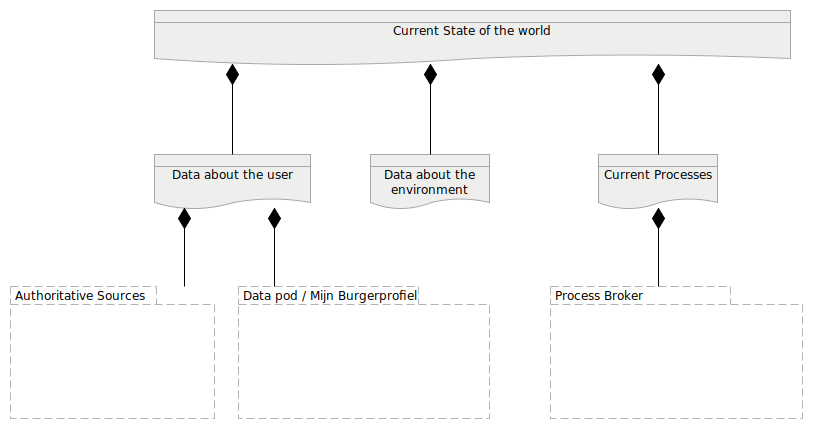 Current State of the world
Data about the user
Data about the
environment
Current Processes
Authoritative Sources
Data pod / Mijn Burgerprofiel
Process Broker